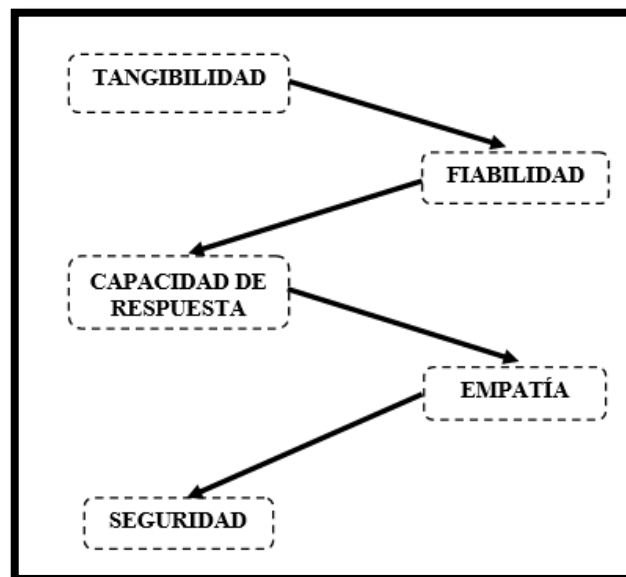 TANGIBILIDAD
FIABILIDAD
CAPACIDAD DE
RESPUESTA
EMPATÍA
SEGURIDAD